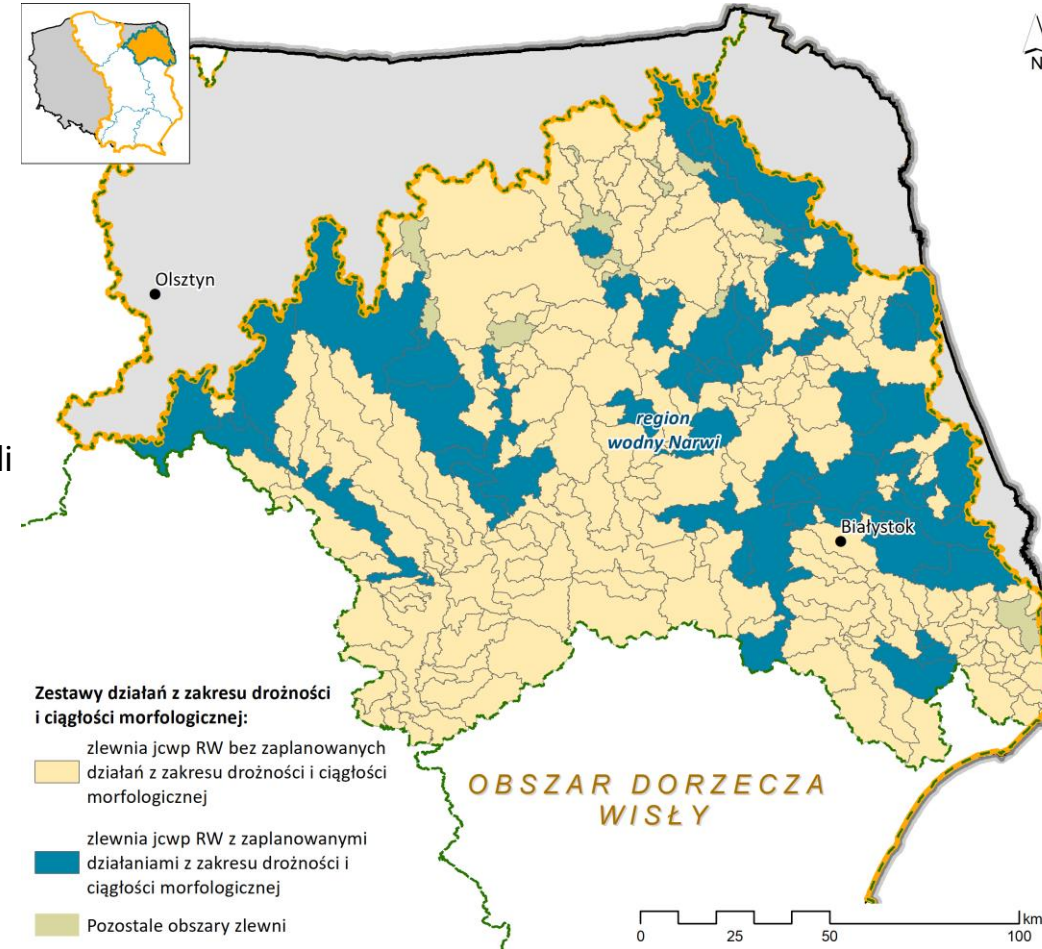 N
Olsztyn
li
region
wodny Narwi
Białystok
Zestawy działań z zakresu drożności
i ciągłości morfologicznej:
zlewnia jcwp RW bez zaplanowanych
działań z zakresu drożności i ciągłości
morfologicznej
zlewnia jcwp RW z zaplanowanymi
działaniami z zakresu drożności i
ciągłości morfologicznej
Pozostałe obszary zlewni
OBSZAR DORZECZA
WISŁY
km
0 25 50 100